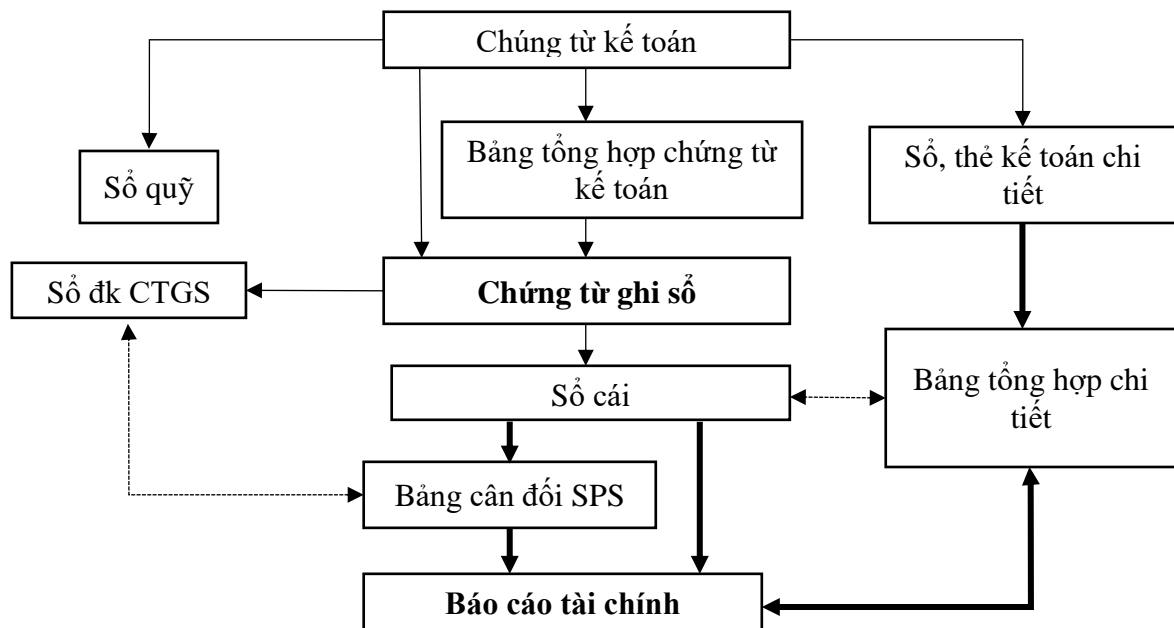 Chúng từ kế toán
Bảng tổng hợp chứng từ
kế toán
Sổ, thẻ kế toán chi
tiết
Sổ quỹ
Sổ đk CTGS
Chứng từ ghi sổ
Sổ cái
Bảng tổng hợp chi
tiết
Bảng cân đối SPS
Báo cáo tài chính